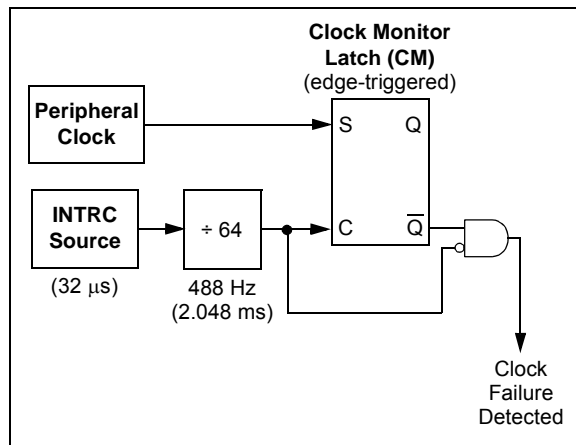 Clock Monitor
Latch (CM)
(edge-triggered)
Peripheral
Clock
S
Q
INTRC
Source
÷ 64
C
Q̅
(32 μs)
488 Hz
(2.048 ms)
Clock
Failure
Detected